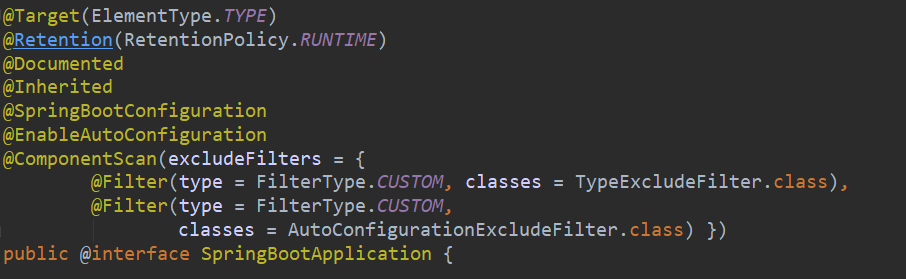 @Target(ElementType.TYPE)
@Retention(RetentionPolicy.RUNTIME)
@Documented
@Inherited
@SpringBootConfiguration
@EnableAutoConfiguration
@ComponentScan(excludeFilters = {
        @Filter(type = FilterType.CUSTOM, classes = TypeExcludeFilter.class),
        @Filter(type = FilterType.CUSTOM,
                classes = AutoConfigurationExcludeFilter.class) })
public @interface SpringBootApplication {